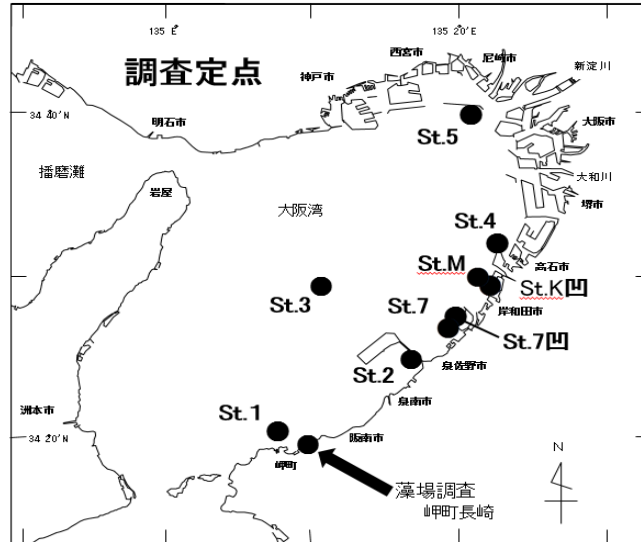 135 E
135 20'
調査定点
西宮市
尼崎市
新淀川
神戸市
34 40'
明石市
St.5
大阪市
播磨灘
大和川
岩屋
大阪湾
堺市
St.4
St.M
高石市
St.K凹
St.3
St.7
岸和田市
St.7凹
St.2
泉佐野市
泉南市
洲本市
St.1
34 20'N
阪南市
N
岬町
藻場調査
岬町長崎